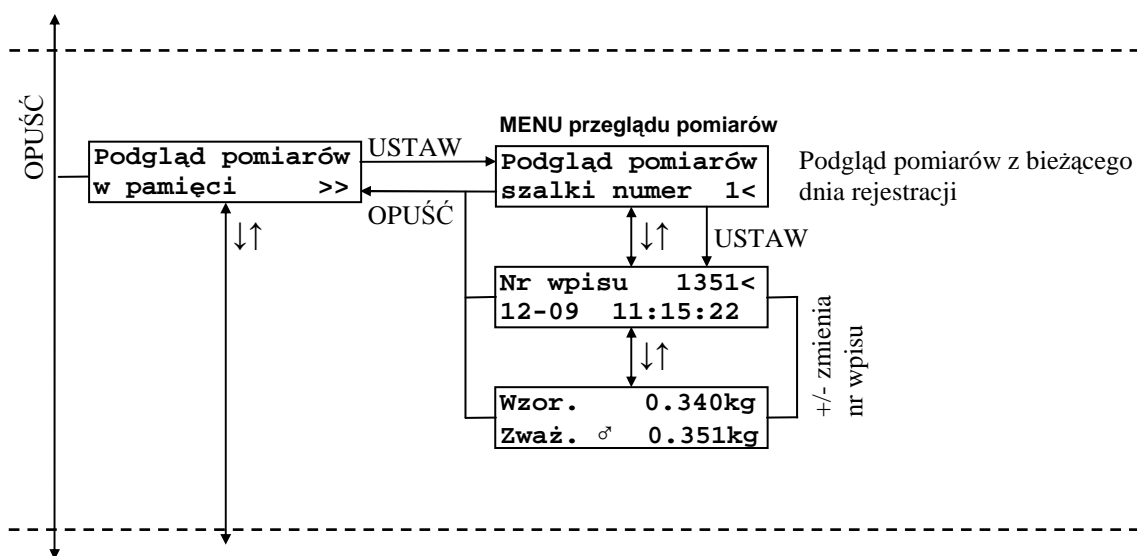 OPUŚĆ
Podgląd pomiarów
w pamięci >>
USTAW
OPUŚĆ
↓↑
MENU przeglądu pomiarów
Podgląd pomiarów
szalki numer 1<
Podgląd pomiarów z bieżącego
dnia rejestracji
↓↑
USTAW
Nr wpisu 1351<
12-09 11:15:22
↓↑
+/- zmienia
nr wpisu
Wzor. 0.340kg
Zważ. ♂ 0.351kg